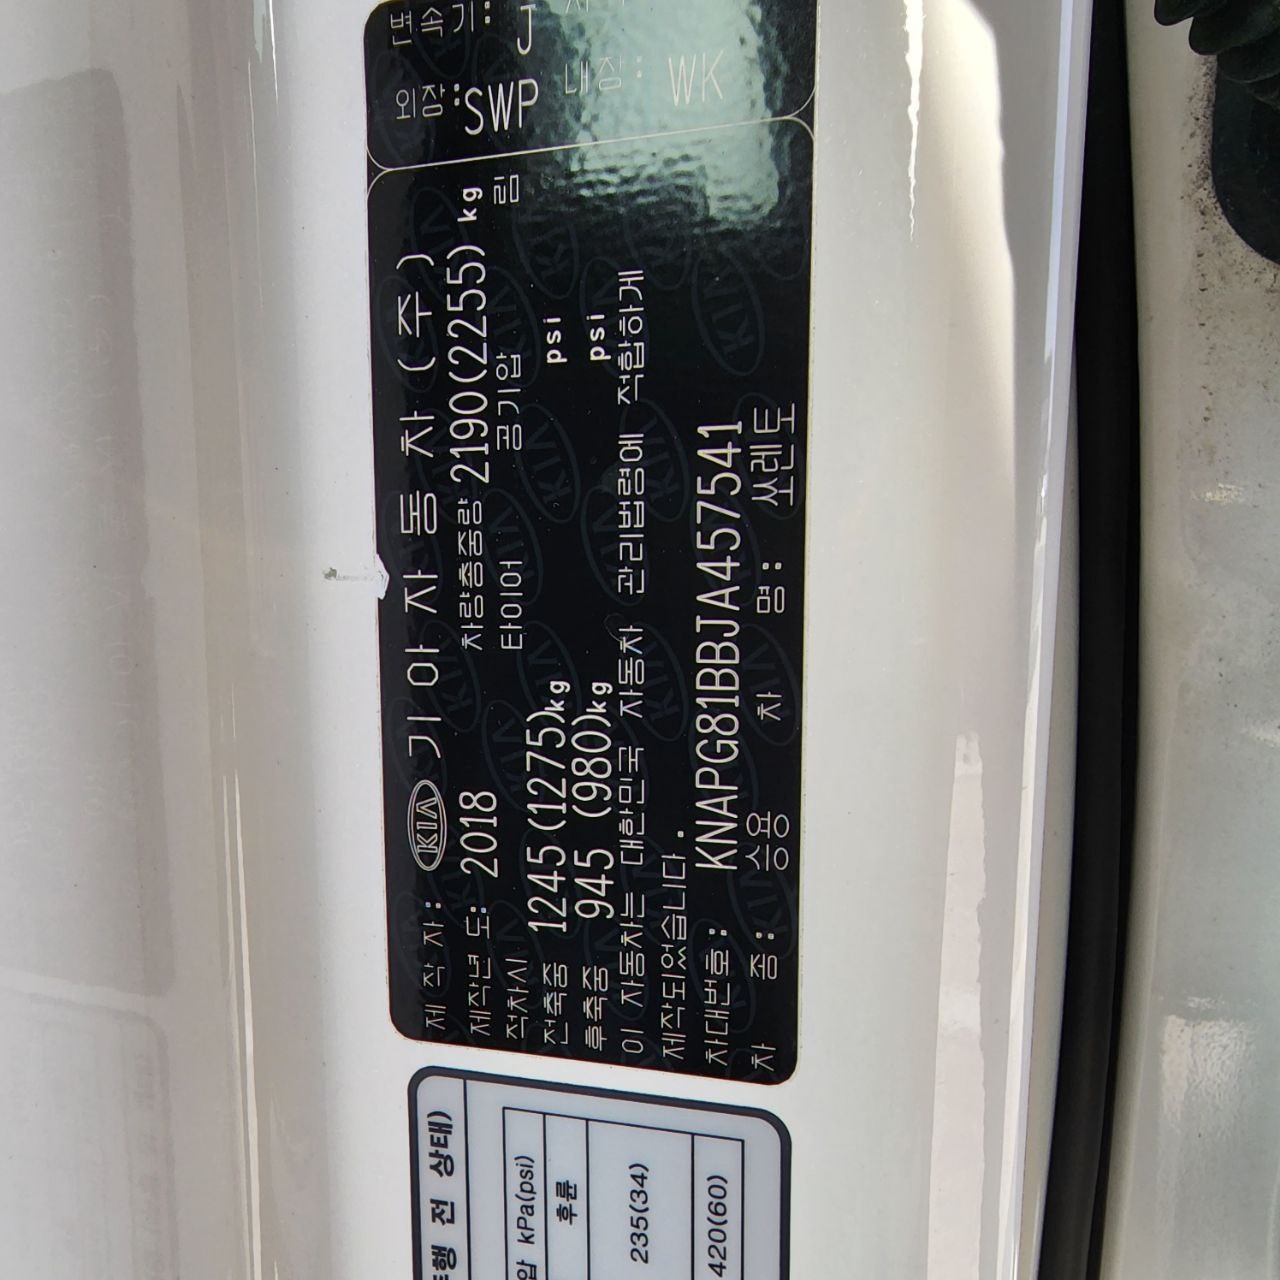 제 작 자: KIA 기아자동차(주)
제작년 도: 2018 차량총중량 2190(2255) kg
적차시 타이어 공기압 림
전축중 1245(1275)kg psi
후축중 945 (980)kg psi
이 자동차는 대한민국 자동차 관리법령에 적합하게
제작되었습니다.
차대번호: KNAPG81BBJA457541
차 종: 승용 차 명: 쏘렌토
변속기: J
외장: SWP 내장: WK
행 전 상태)
압 kPa(psi)
후륜
235(34)
420(60)